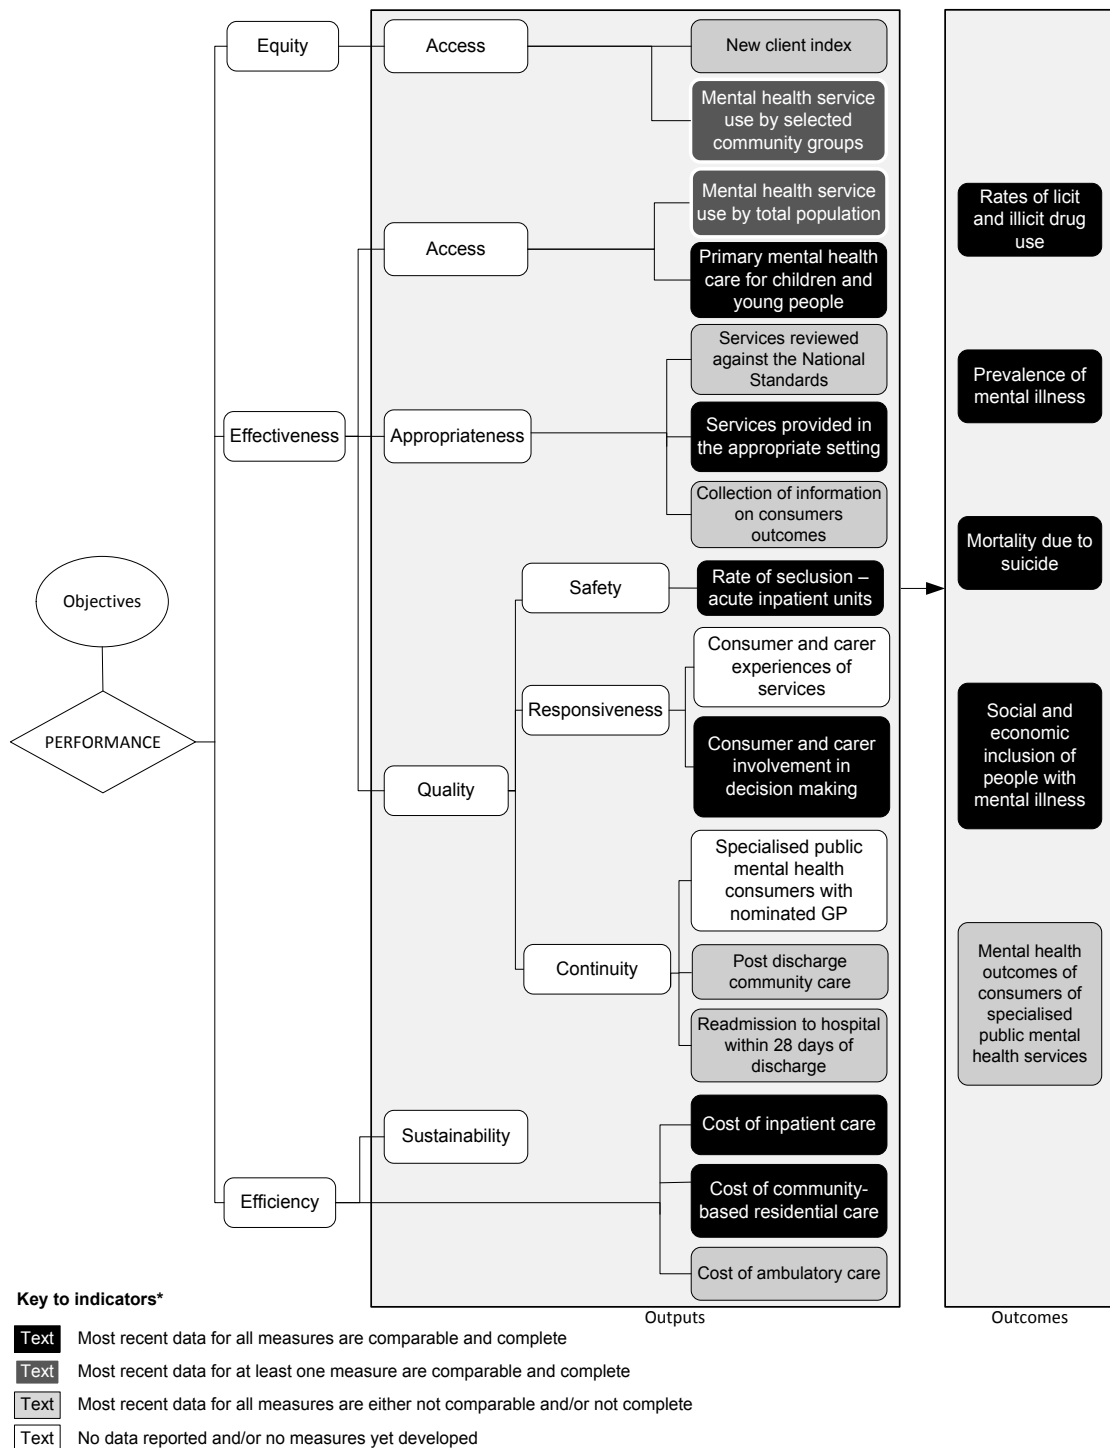 Equity
Access
New client index
Mental health service
use by selected
community groups
Mental health service
use by total population
Access
Primary mental health
care for children and
young people
Services reviewed
against the National
Standards
Effectiveness
Appropriateness
Services provided in
the appropriate setting
Collection of information
on consumers
outcomes
Objectives
PERFORMANCE
Safety
Rate of seclusion –
acute inpatient units
Consumer and carer
experiences of
services
Responsiveness
Consumer and carer
involvement in
decision making
Quality
Specialised public
mental health
consumers with
nominated GP
Continuity
Post discharge
community care
Readmission to hospital
within 28 days of
discharge
Sustainability
Cost of inpatient care
Efficiency
Cost of community-
based residential care
Cost of ambulatory care
Outputs
Rates of licit
and illicit drug
use
Prevalence of
mental illness
Mortality due to
suicide
Social and
economic
inclusion of
people with
mental illness
Mental health
outcomes of
consumers of
specialised
public mental
health services
Outcomes
Key to indicators*
Text Most recent data for all measures are comparable and complete
Text Most recent data for at least one measure are comparable and complete
Text Most recent data for all measures are either not comparable and/or not complete
Text No data reported and/or no measures yet developed